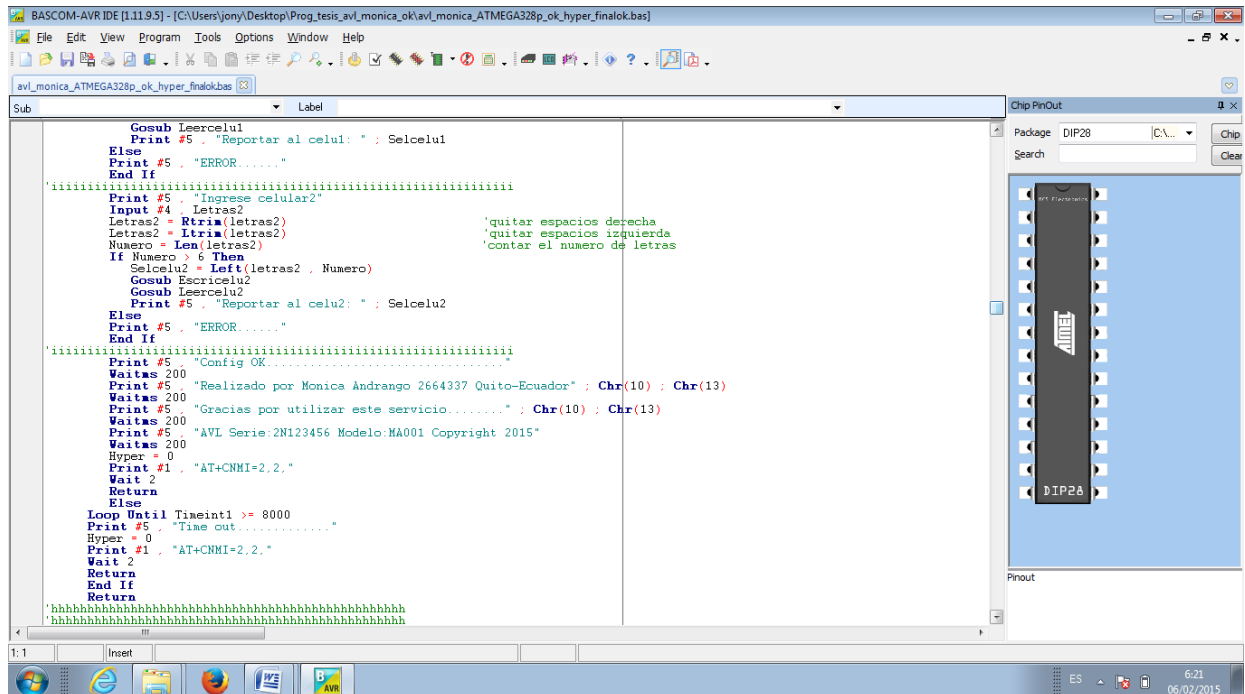 BASCOM-AVR IDE [1.11.9.5] - [C:\Users\jony\Desktop\Prog_tesis_avl_monica_ok\avl_monica_ATMEGA328p_ok_hyper_finalok.bas]
File Edit View Program Tools Options Window Help
avl_monica_ATMEGA328p_ok_hyper_finalok.bas
Sub Label
Gosub Leercelu1
Print #5 , "Reportar al celu1: " ; Selcelu1
Else
Print #5 , "ERROR......"
End If
'iiiiiiiiiiiiiiiiiiiiiiiiiiiiiiiiiiiiiiiiiiiiiiiiiiiiiiiiiiiiiiii
Print #5 , "Ingrese celular2"
Input #4 , Letras2
Letras2 = Rtrim(letras2) 'quitar espacios derecha
Letras2 = Ltrim(letras2) 'quitar espacios izquierda
Numero = Len(letras2) 'contar el numero de letras
If Numero > 6 Then
Selcelu2 = Left(letras2 , Numero)
Gosub Escricelu2
Gosub Leercelu2
Print #5 , "Reportar al celu2: " ; Selcelu2
Else
Print #5 , "ERROR......"
End If
'iiiiiiiiiiiiiiiiiiiiiiiiiiiiiiiiiiiiiiiiiiiiiiiiiiiiiiiiiiiiiiii
Print #5 , "Config OK................................."
Waitms 200
Print #5 , "Realizado por Monica Andrango 2664337 Quito-Ecuador" ; Chr(10) ; Chr(13)
Waitms 200
Print #5 , "Gracias por utilizar este servicio........" ; Chr(10) ; Chr(13)
Waitms 200
Print #5 , "AVL Serie:2N123456 Modelo:MA001 Copyright 2015"
Waitms 200
Hyper = 0
Print #1 , "AT+CNMI=2,2,"
Wait 2
Return
Else
Loop Until Timeint1 >= 8000
Print #5 , "Time out............."
Hyper = 0
Print #1 , "AT+CNMI=2,2,"
Wait 2
Return
End If
Return
'hhhhhhhhhhhhhhhhhhhhhhhhhhhhhhhhhhhhhhhhhhhhhhhhh
'hhhhhhhhhhhhhhhhhhhhhhhhhhhhhhhhhhhhhhhhhhhhhhhhh
Chip PinOut
Package DIP28 C:\... Chip
Search Clear
MCS Electronics
ATMEL
DIP28
Pinout
1: 1 Insert
AVR
ES 6:21
06/02/2015